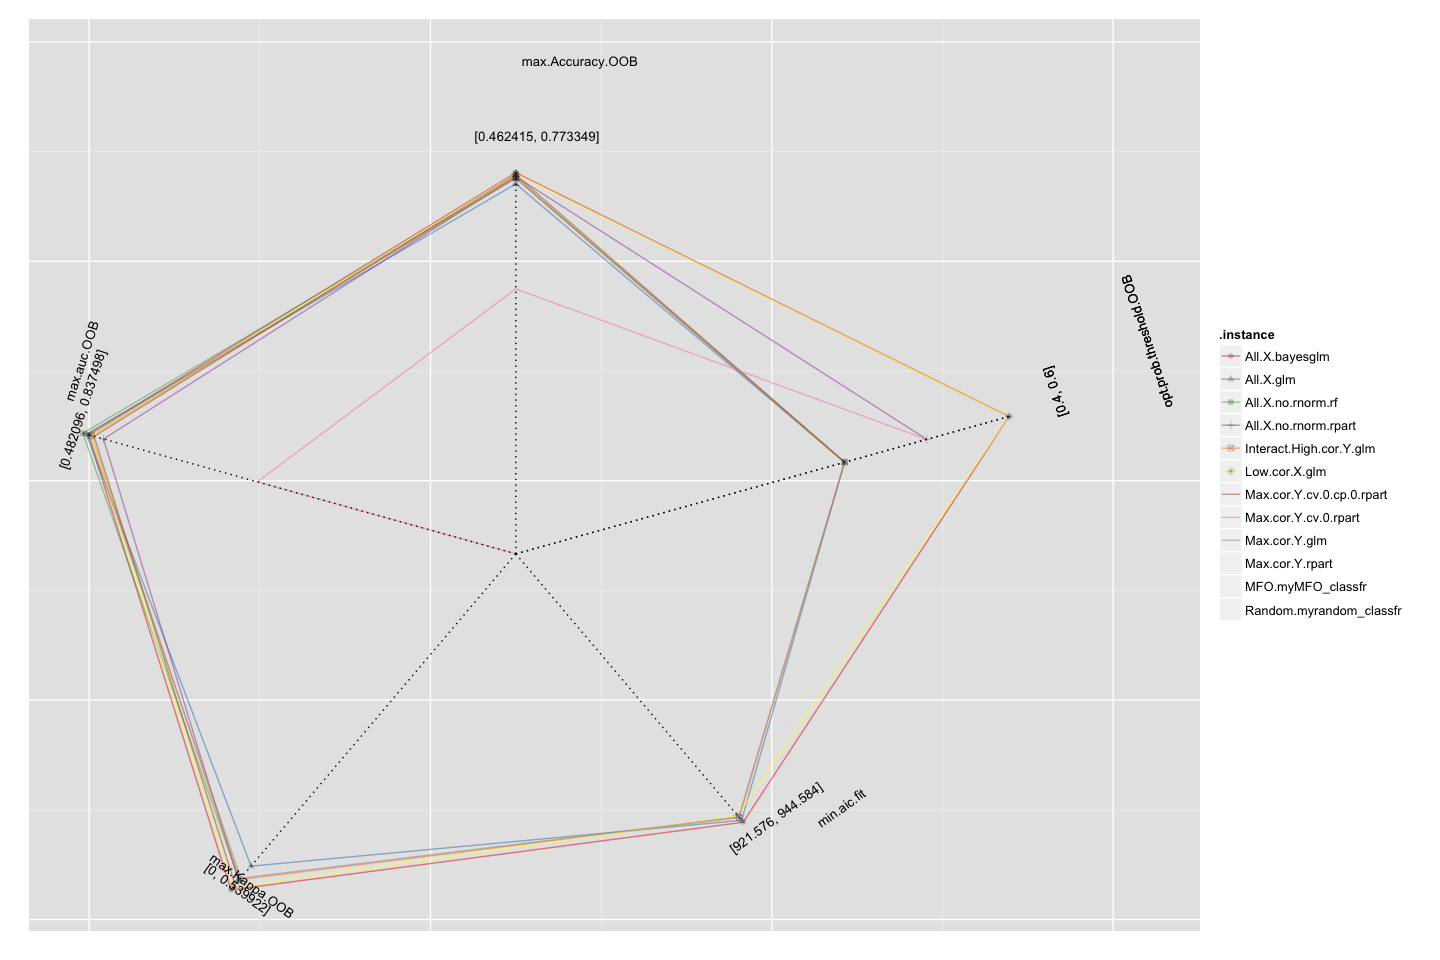 max.Accuracy.OOB
[0.462415, 0.773349]
max.auc.OOB
[0.482096, 0.837498]
opt.prob.threshold.OOB
[0.4, 0.6]
[921.576, 944.584]
min.aic.fit
max.Kappa.OOB
[0, 0.539922]
.instance
All.X.bayesglm
All.X.glm
All.X.no.rnorm.rf
All.X.no.rnorm.rpart
Interact.High.cor.Y.glm
Low.cor.X.glm
Max.cor.Y.cv.0.cp.0.rpart
Max.cor.Y.cv.0.rpart
Max.cor.Y.glm
Max.cor.Y.rpart
MFO.myMFO_classfr
Random.myrandom_classfr